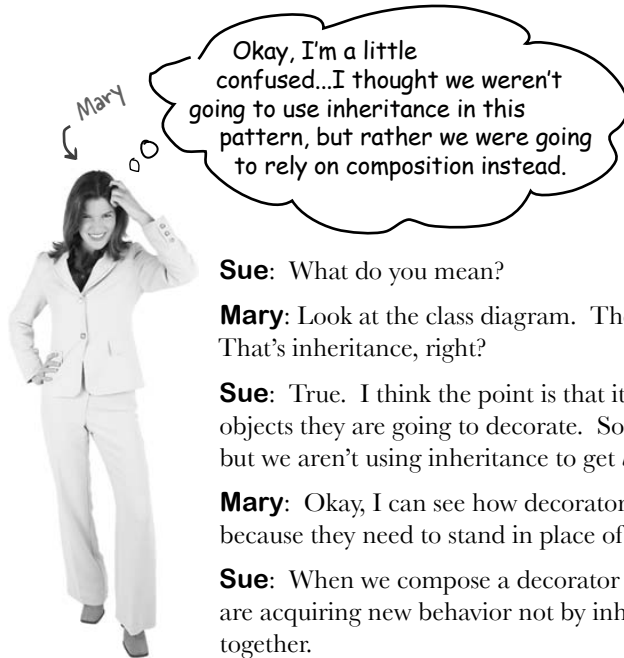 Okay, I'm a little
confused...I thought we weren't
going to use inheritance in this
pattern, but rather we were going
to rely on composition instead.
Mary
Sue: What do you mean?
Mary: Look at the class diagram. The
That's inheritance, right?
Sue: True. I think the point is that it
objects they are going to decorate. So
but we aren't using inheritance to get
Mary: Okay, I can see how decorator
because they need to stand in place of
Sue: When we compose a decorator
are acquiring new behavior not by inh
together.